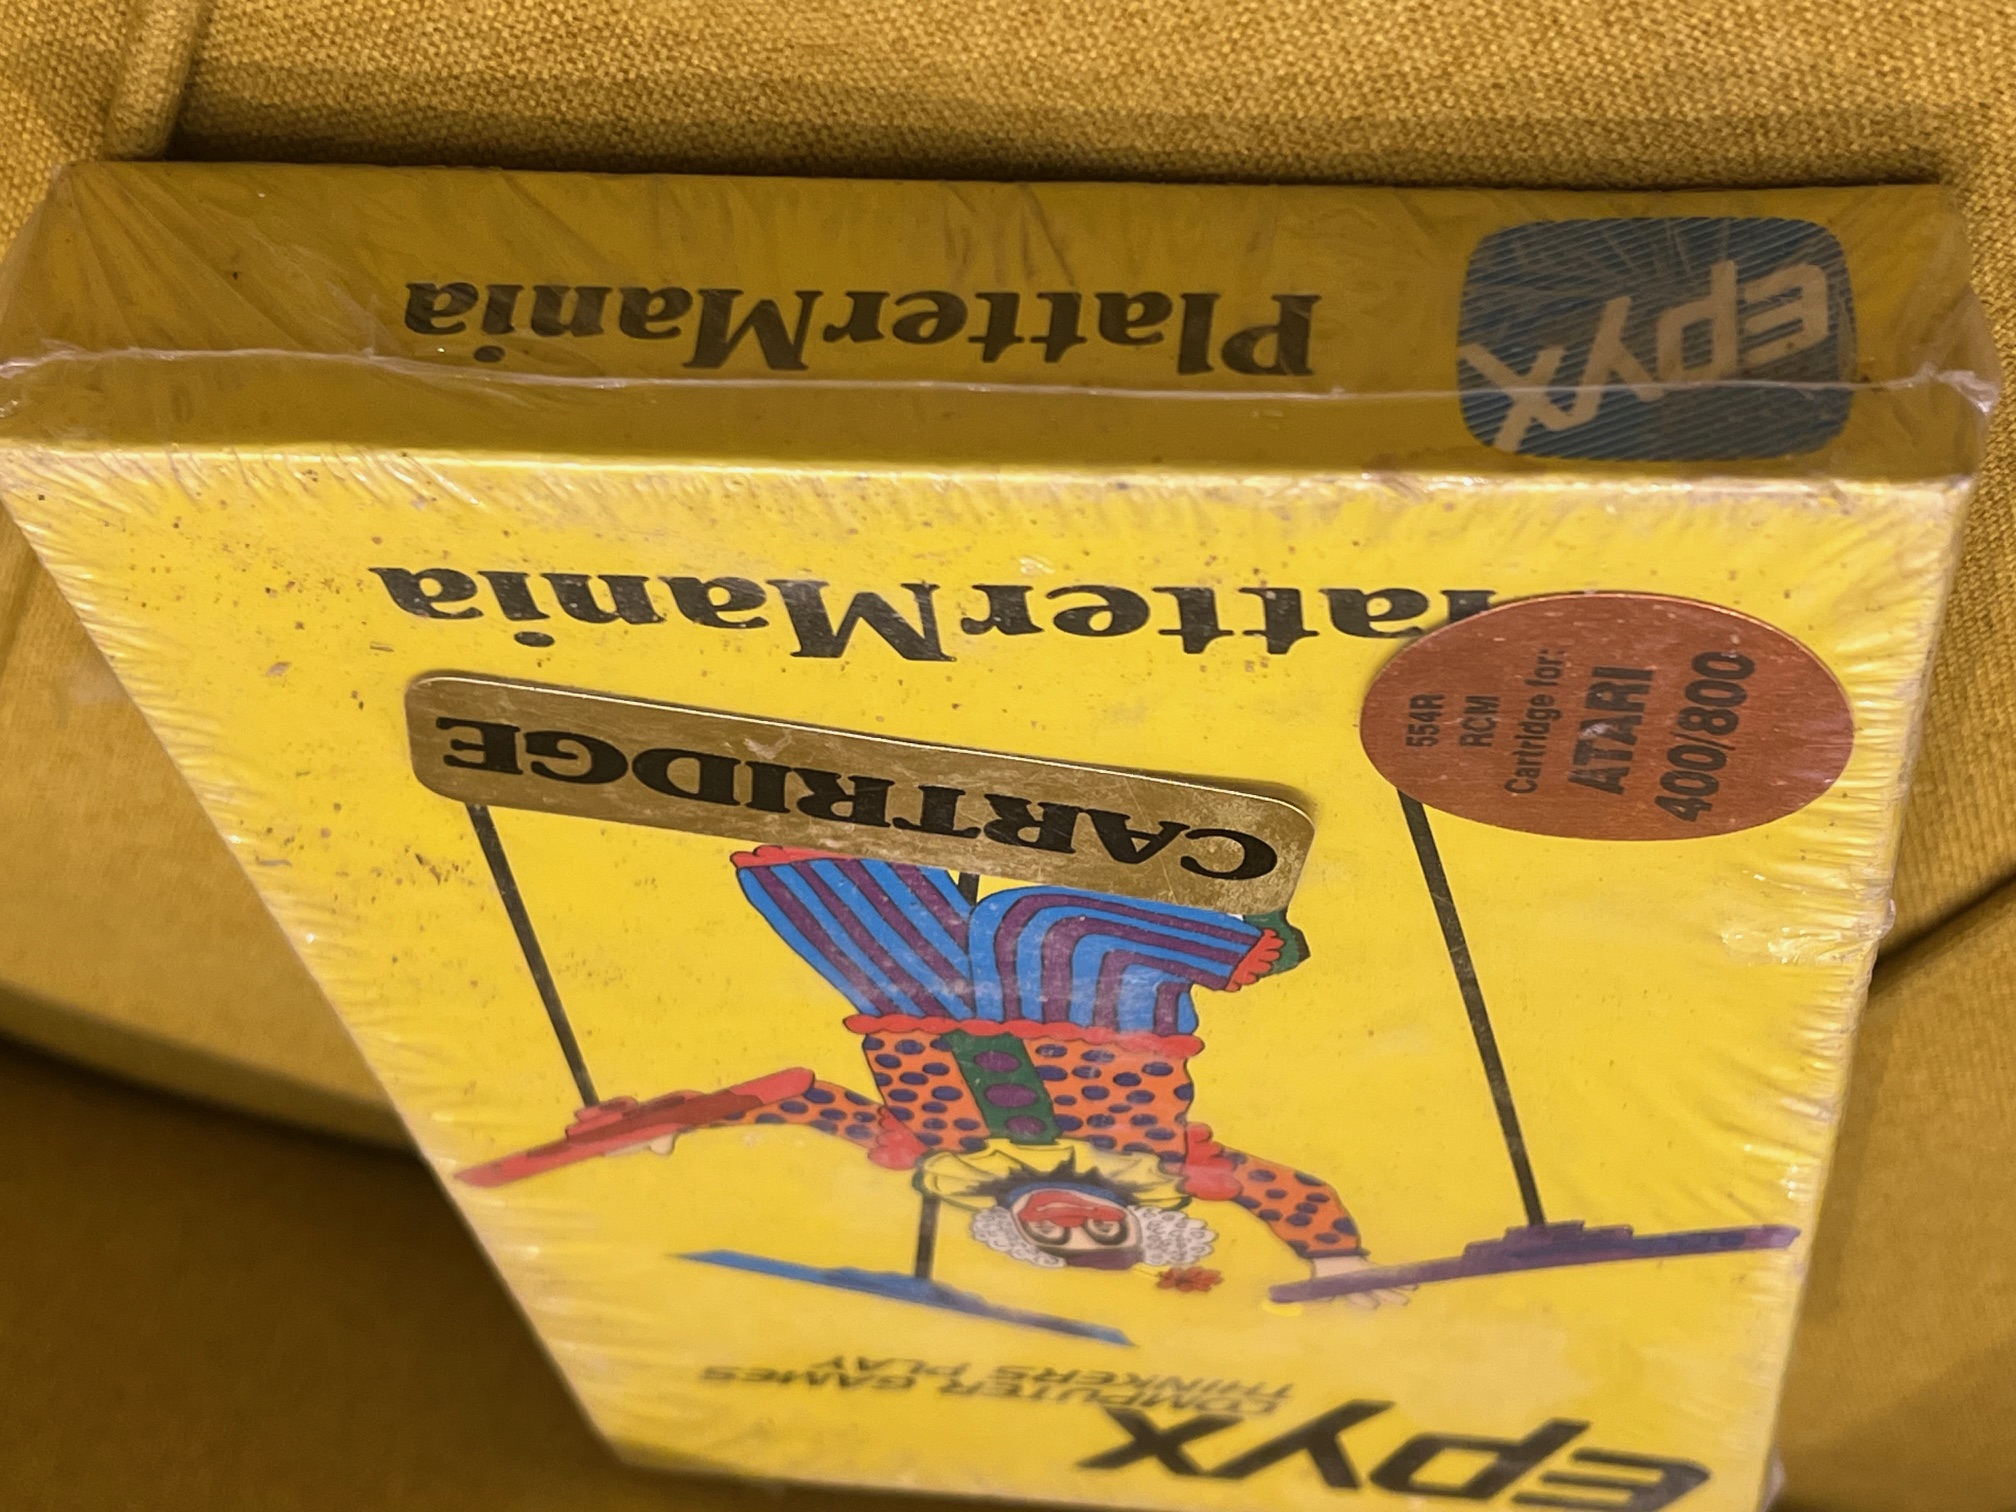 EPYX
COMPUTER GAMES
THINKERS PLAY
CARTRIDGE
554R
RCM
Cartridge for:
ATARI
400/800
latterMania
PlatterMania
EPYX